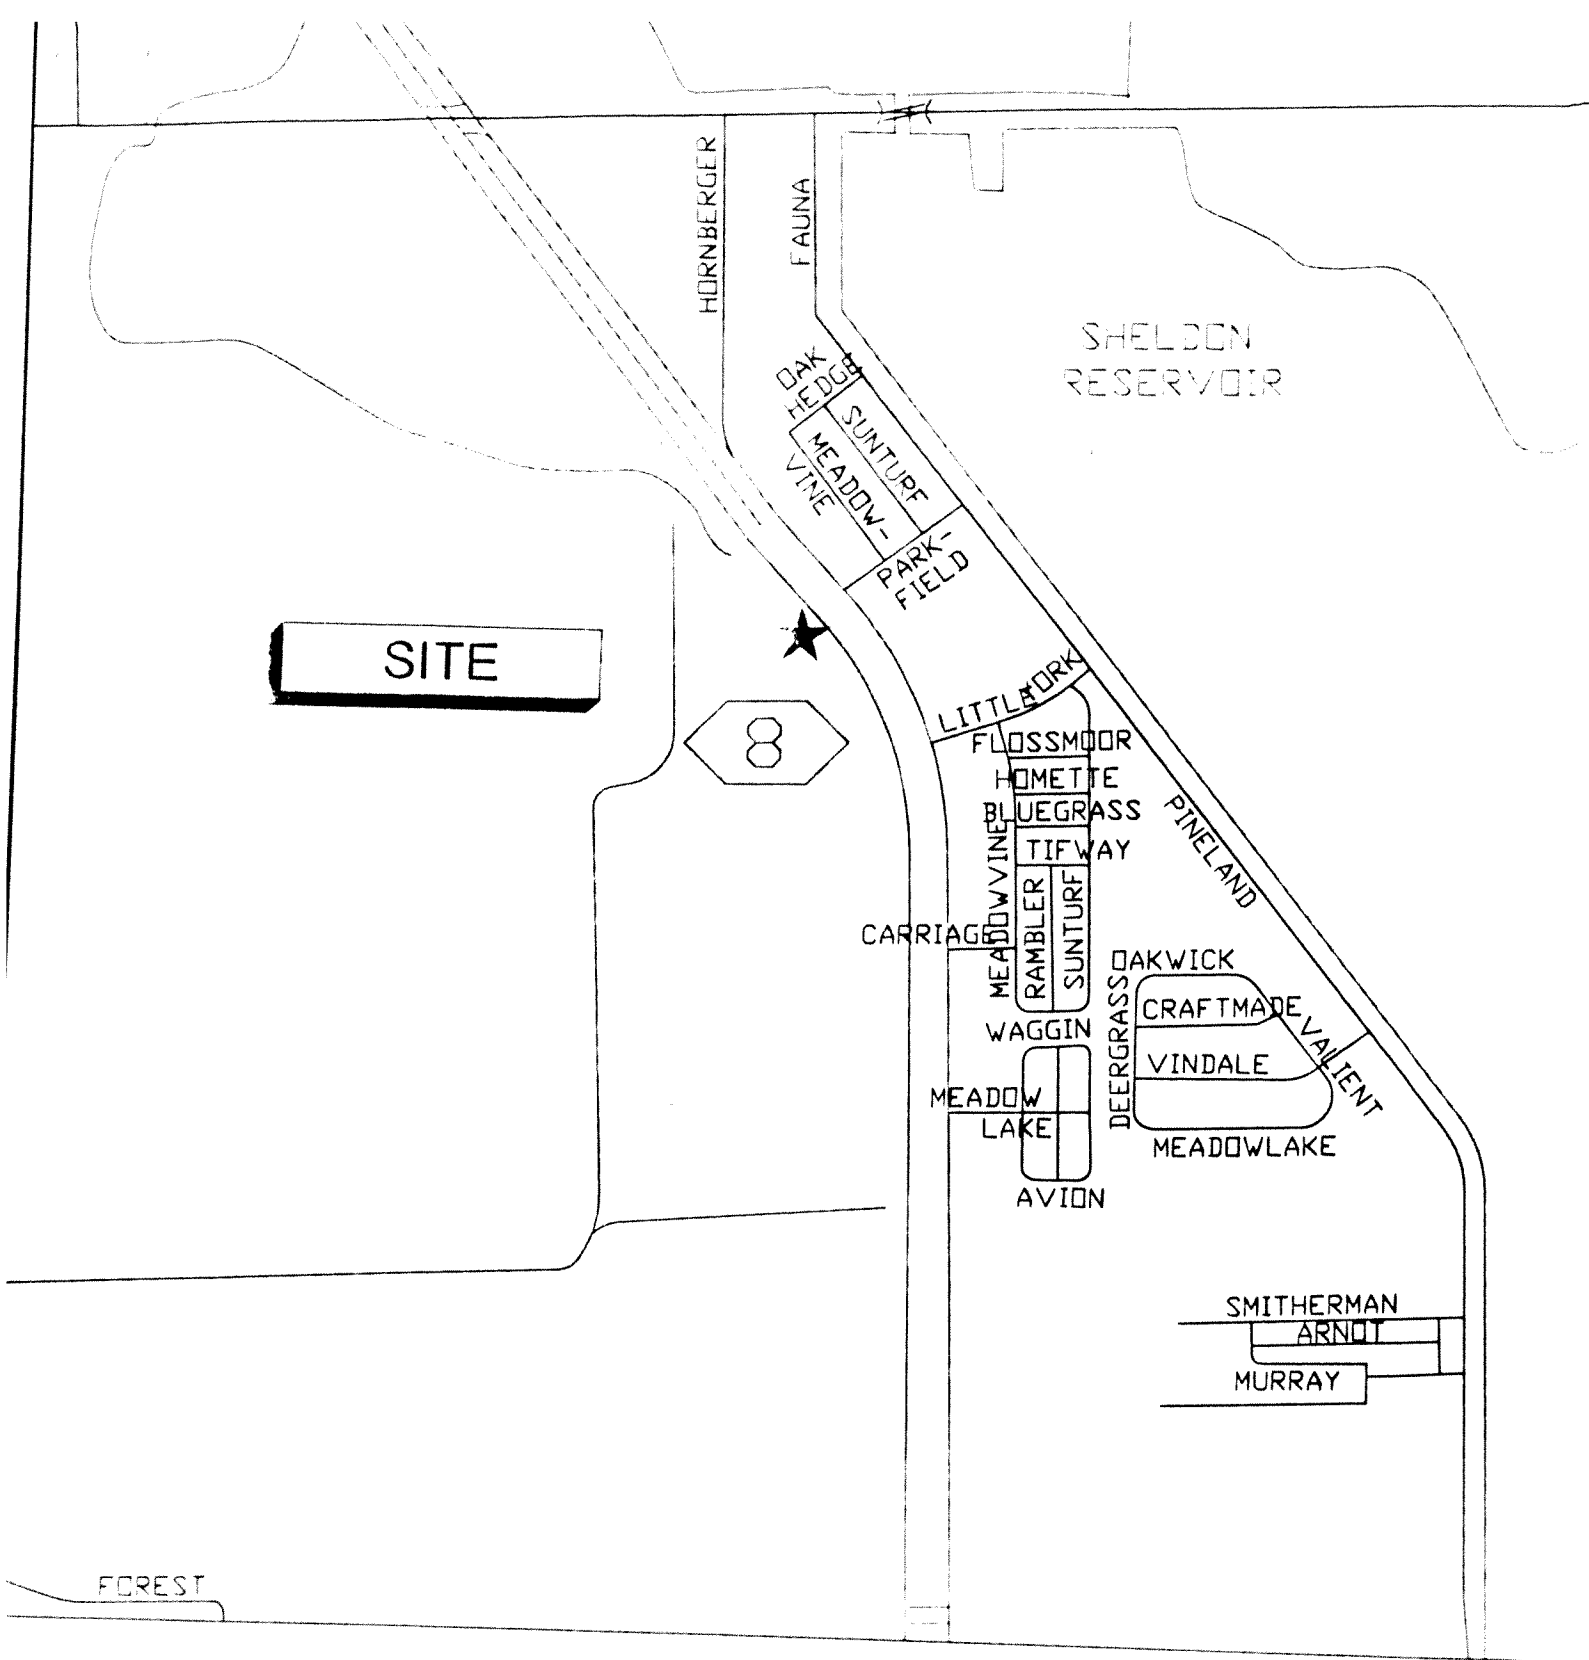 HORNBERGER
FAUNA
SHELDON
RESERVOIR
OAK
HEDGE
SUNTURF
MEADOW-
VINE
PARK-
FIELD
SITE
LITTLE YORK
8
FLOSSMOOR
HOMETTE
BLUEGRASS
TIFWAY
MEADOWVINE
RAMBLER
SUNTURF
PINELAND
CARRIAGE
OAKWICK
CRAFTMADE
DEERGRASS
VALIENT
WAGGIN
VINDALE
MEADOW
LAKE
MEADOWLAKE
AVION
SMITHERMAN
ARNOT
MURRAY
FOREST